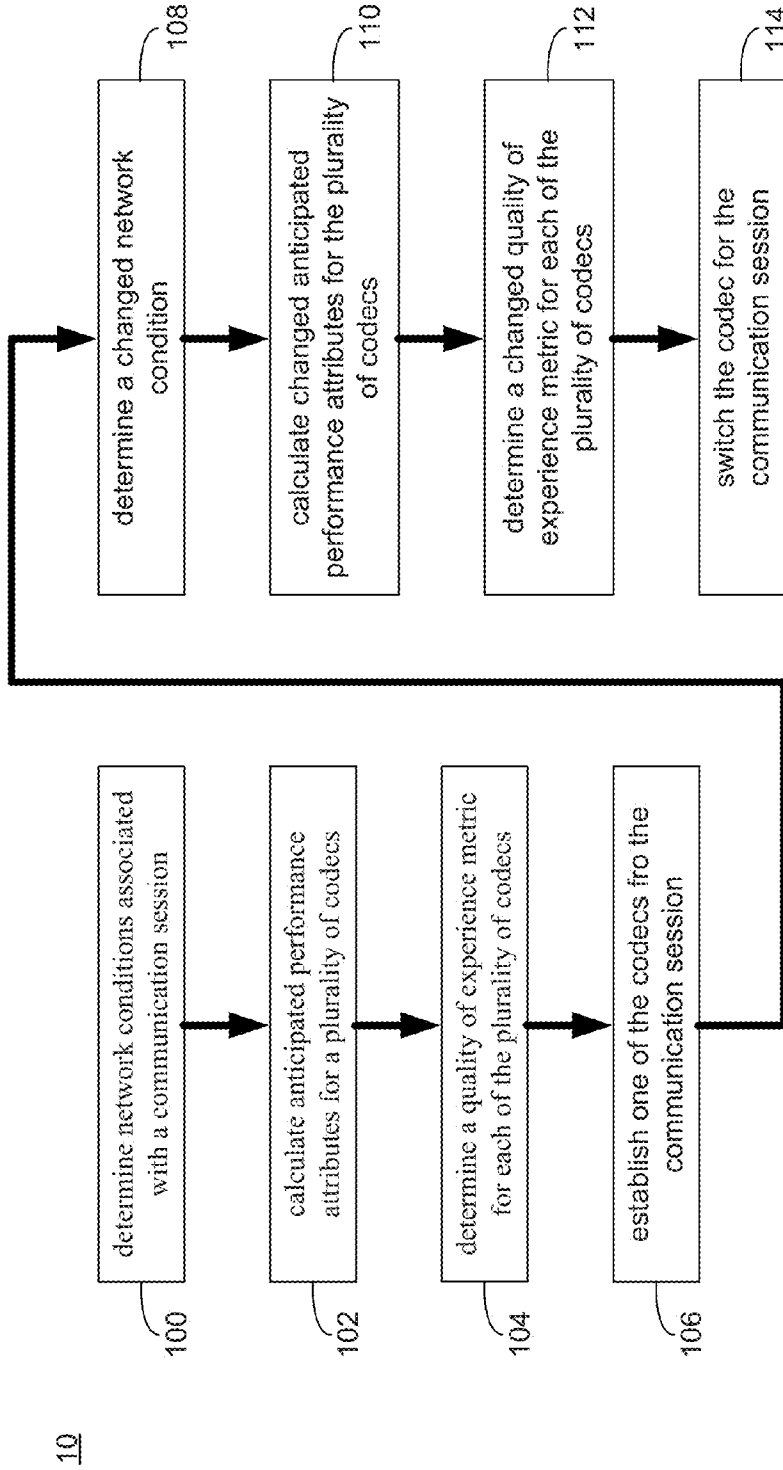 10
100
determine network conditions associated
with a communication session
102
calculate anticipated performance
attributes for a plurality of codecs
104
determine a quality of experience metric
for each of the plurality of codecs
106
establish one of the codecs fro the
communication session
108
determine a changed network
condition
110
calculate changed anticipated
performance attributes for the plurality
of codecs
112
determine a changed quality of
experience metric for each of the
plurality of codecs
114
switch the codec for the
communication session